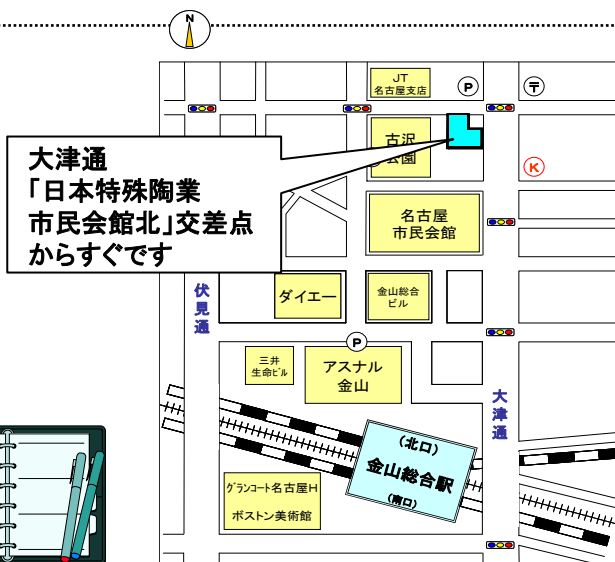 N
JT
名古屋支店
P
〒
古沢
公園
K
大津通
「日本特殊陶業
市民会館北」交差点
からすぐです
名古屋
市民会館
伏見通
ダイエー
金山総合
ビル
P
三井
生命ビル
アスナル
金山
大津通
(北口)
金山総合駅
(南口)
グランコート名古屋H
ボストン美術館